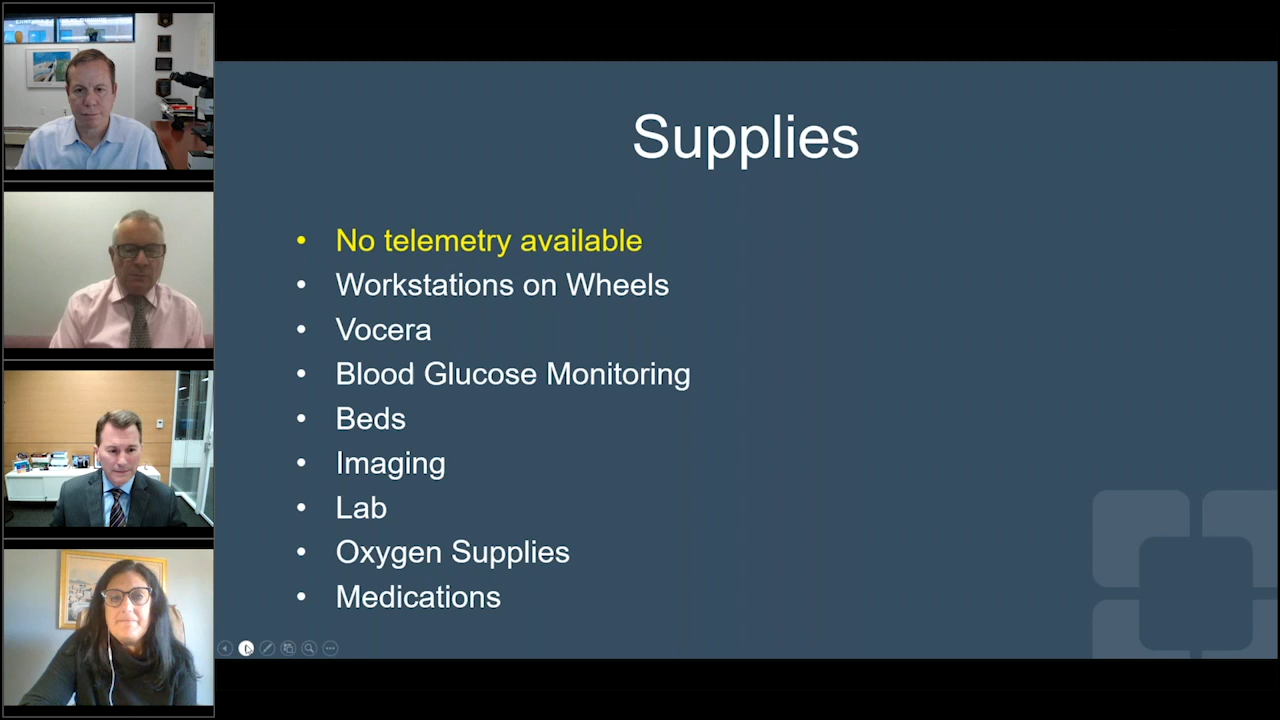 Supplies
• No telemetry available
• Workstations on Wheels
• Vocera
• Blood Glucose Monitoring
• Beds
• Imaging
• Lab
• Oxygen Supplies
• Medications